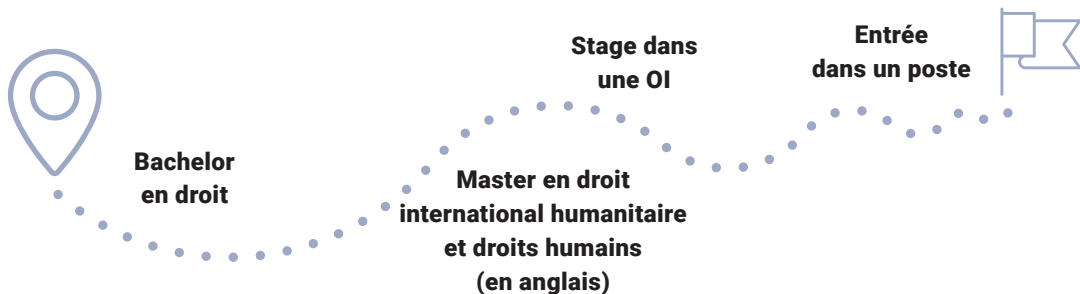 Bachelor
en droit
Master en droit
international humanitaire
et droits humains
(en anglais)
Stage dans
une OI
Entrée
dans un poste